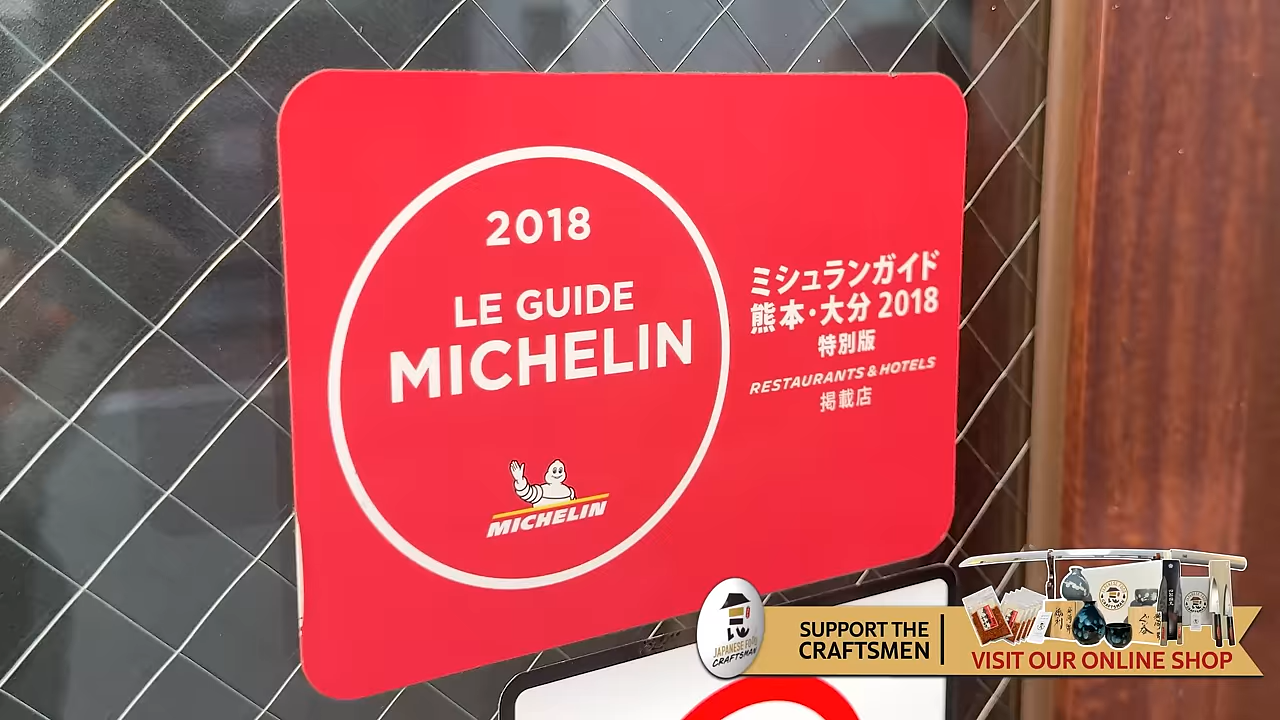 2018
LE GUIDE
MICHELIN
MICHELIN
ミシュランガイド
熊本・大分 2018
特別版
RESTAURANTS & HOTELS
掲載店
JAPANESE FOOD
CRAFTSMAN
SUPPORT THE
CRAFTSMEN
VISIT OUR ONLINE SHOP